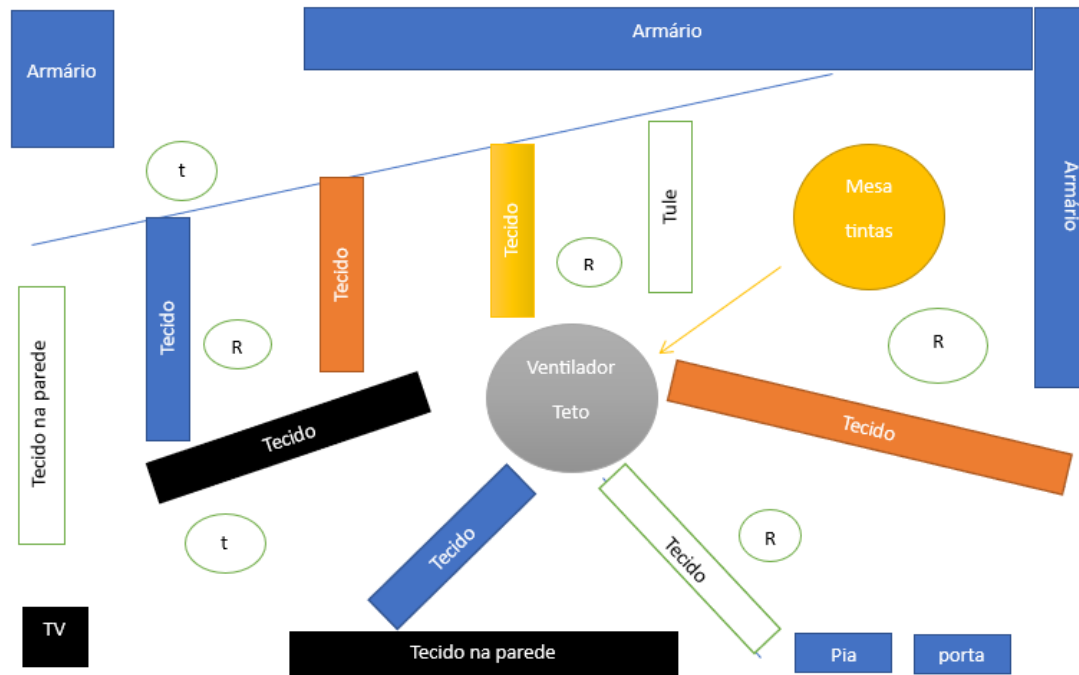 Armário
Armário
Armário
t
Tecido
Tecido
Tecido
Tule
Mesa
tintas
R
R
R
Tecido na parede
Ventilador
Teto
Tecido
Tecido
Tecido
Tecido
t
R
TV
Tecido na parede
Pia
porta